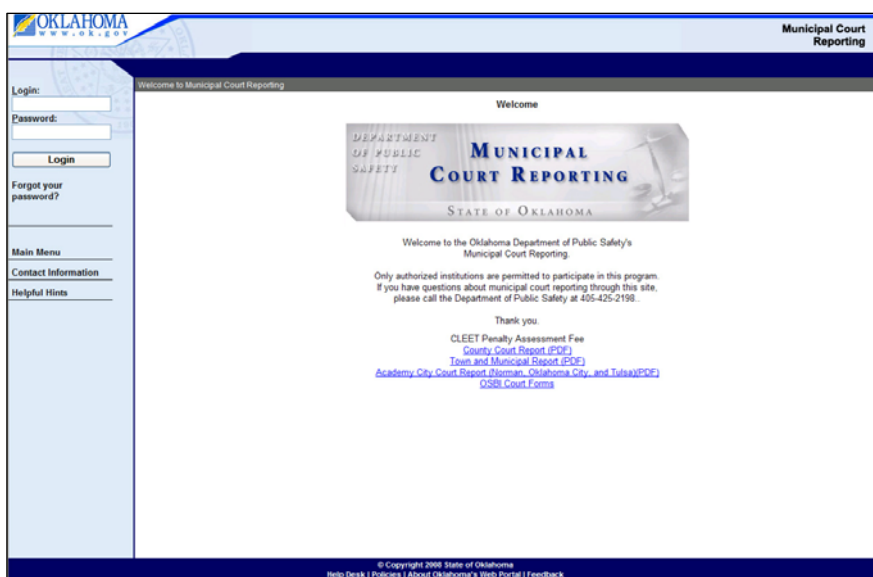 OKLAHOMA
www.ok.gov
Municipal Court
Reporting
Login:
Password:
Login
Forgot your
password?
Main Menu
Contact Information
Helpful Hints
Welcome to Municipal Court Reporting
Welcome
DEPARTMENT
OF PUBLIC
SAFETY
MUNICIPAL
COURT REPORTING
STATE OF OKLAHOMA
Welcome to the Oklahoma Department of Public Safety's
Municipal Court Reporting.
Only authorized institutions are permitted to participate in this program.
If you have questions about municipal court reporting through this site,
please call the Department of Public Safety at 405-425-2198..
Thank you.
CLEET Penalty Assessment Fee
County Court Report (PDF)
Town and Municipal Report (PDF)
Academy City Court Report (Norman, Oklahoma City, and Tulsa)(PDF)
OSBI Court Forms
© Copyright 2008 State of Oklahoma
Help Desk | Policies | About Oklahoma's Web Portal | Feedback